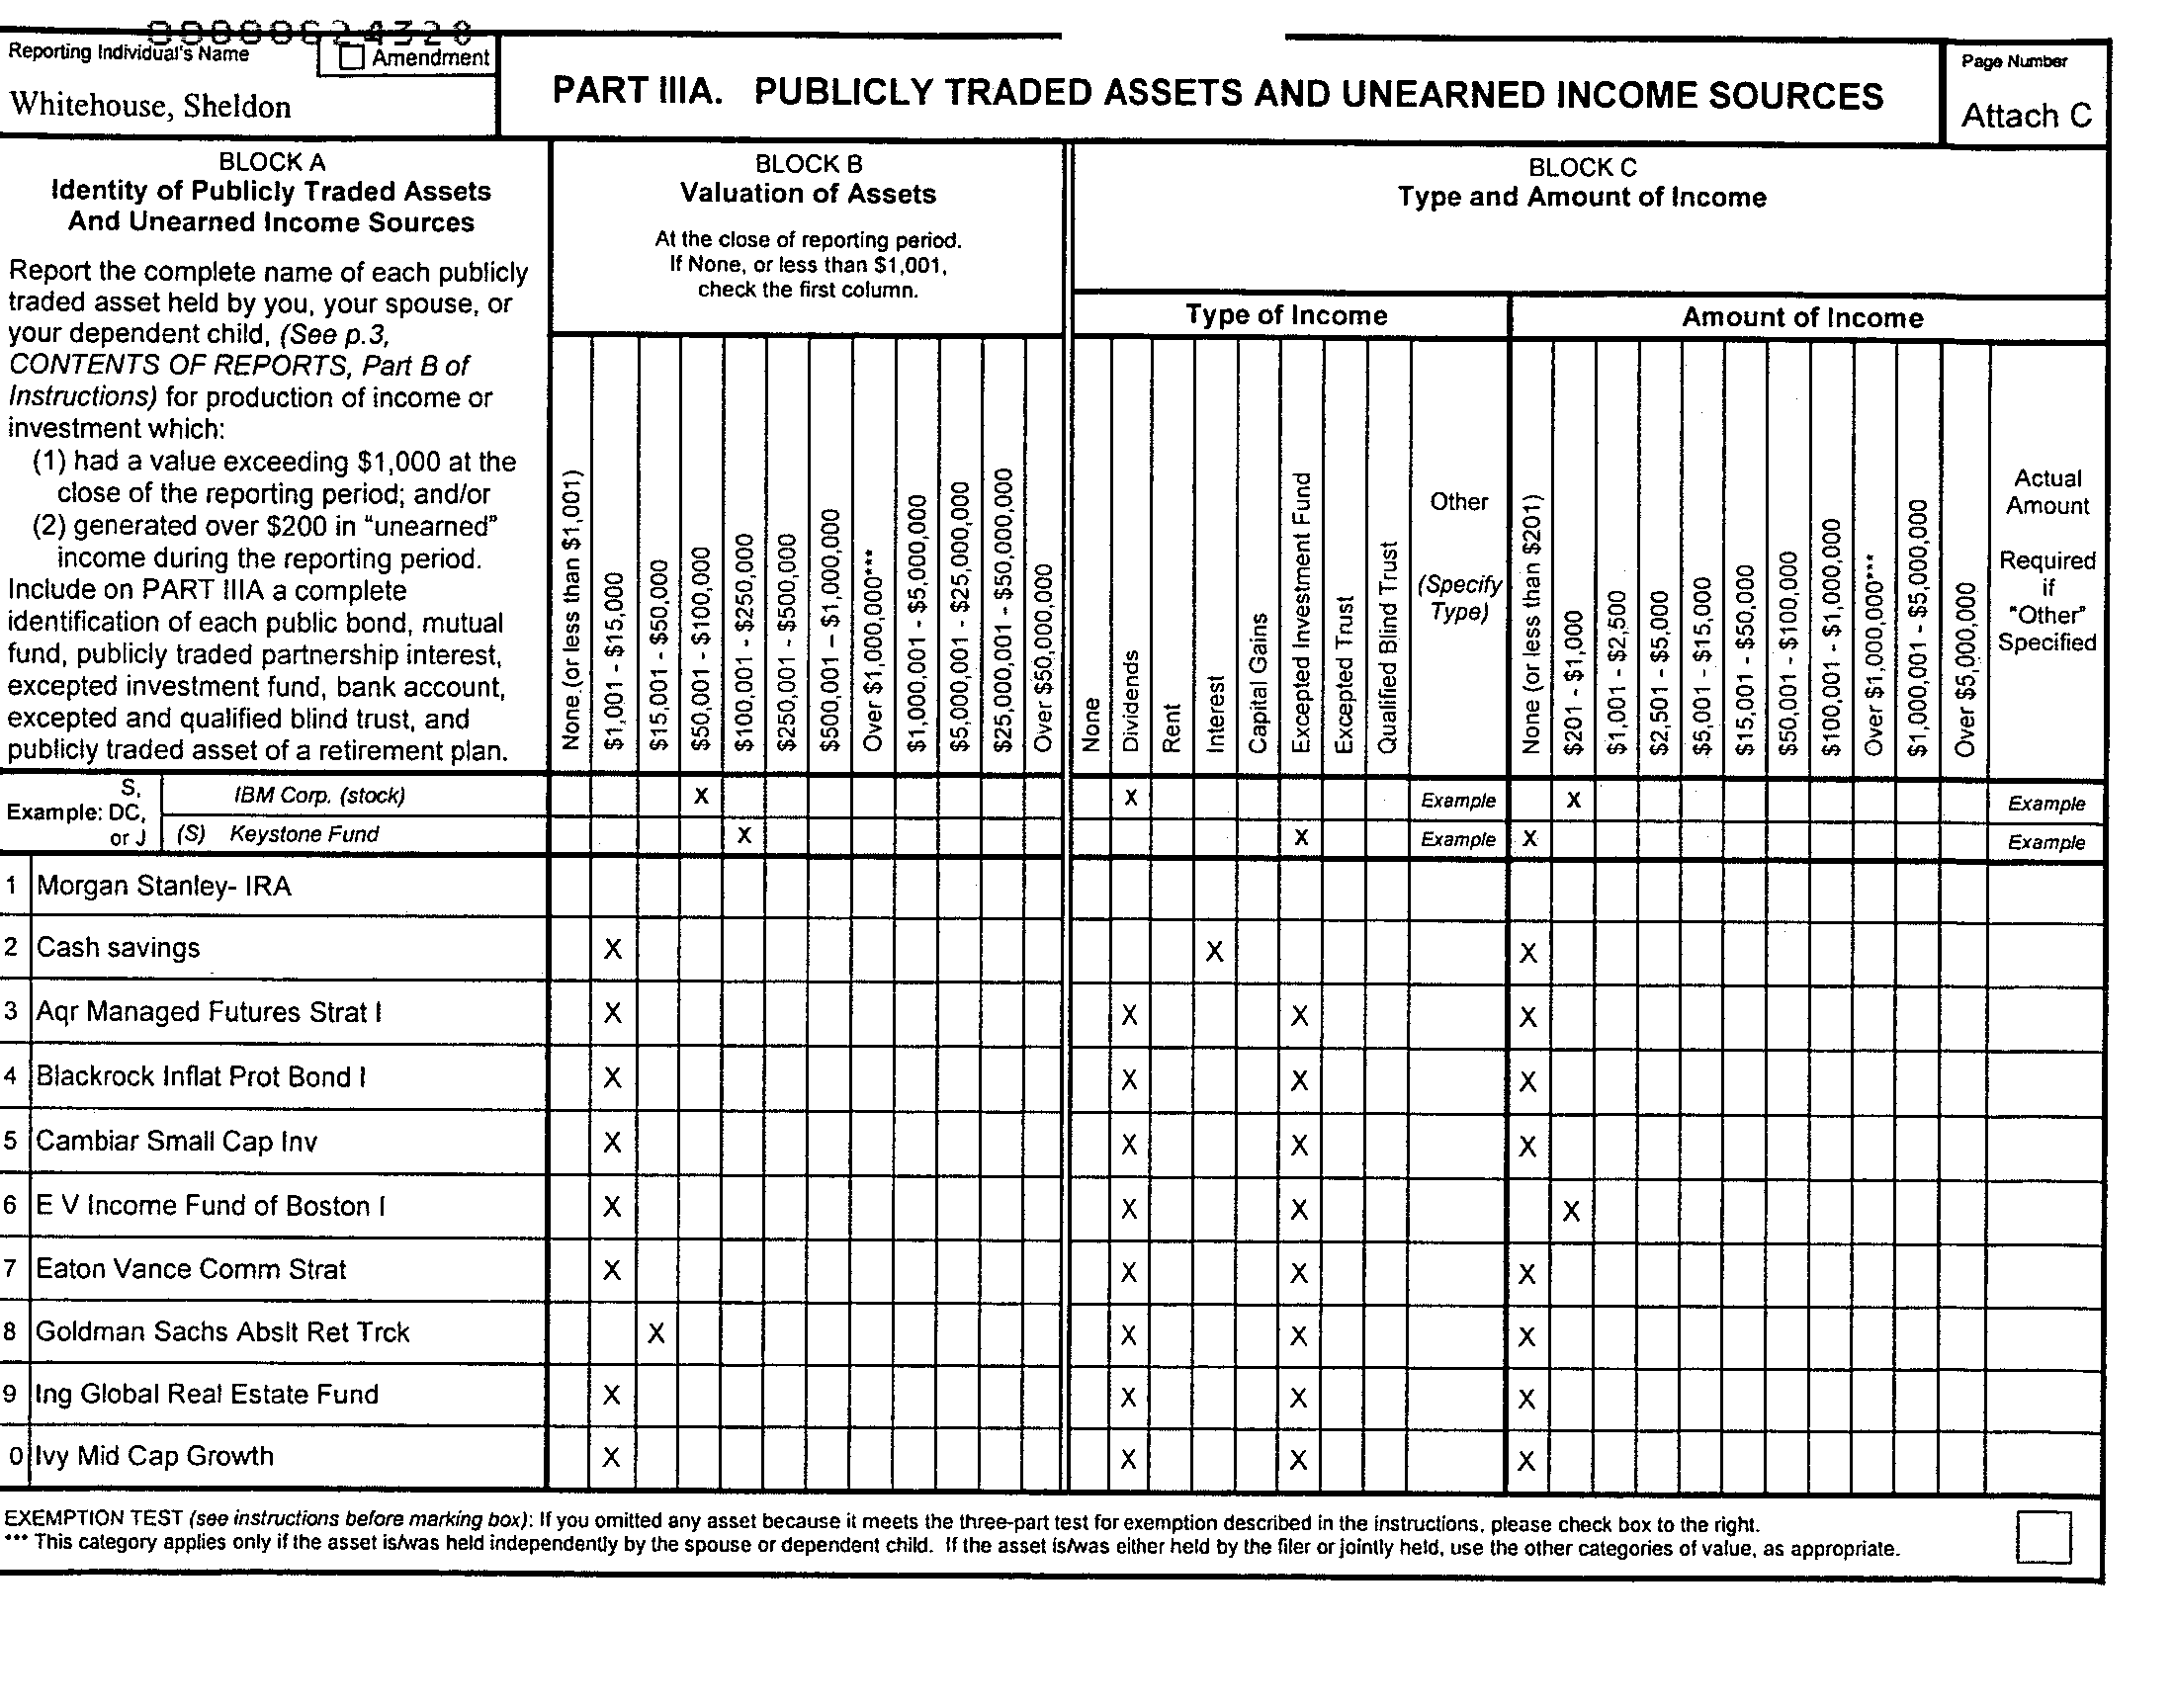 00000624328
Reporting Individual's Name
Amendment
Whitehouse, Sheldon
PART IIIA. PUBLICLY TRADED ASSETS AND UNEARNED INCOME SOURCES
Page Number
Attach C
BLOCK A
Identity of Publicly Traded Assets
And Unearned Income Sources
Report the complete name of each publicly
traded asset held by you, your spouse, or
your dependent child, (See p.3,
CONTENTS OF REPORTS, Part B of
Instructions) for production of income or
investment which:
(1) had a value exceeding $1,000 at the
close of the reporting period; and/or
(2) generated over $200 in “unearned”
income during the reporting period.
Include on PART IIIA a complete
identification of each public bond, mutual
fund, publicly traded partnership interest,
excepted investment fund, bank account,
excepted and qualified blind trust, and
publicly traded asset of a retirement plan.
BLOCK B
Valuation of Assets
At the close of reporting period.
If None, or less than $1,001,
check the first column.
None (or less than $1,001)
$1,001 - $15,000
$15,001 - $50,000
$50,001 - $100,000
$100,001 - $250,000
$250,001 - $500,000
$500,001 – $1,000,000
Over $1,000,000***
$1,000,001 - $5,000,000
$5,000,001 - $25,000,000
$25,000,001 - $50,000,000
Over $50,000,000
BLOCK C
Type and Amount of Income
Type of Income
None
Dividends
Rent
Interest
Capital Gains
Excepted Investment Fund
Excepted Trust
Qualified Blind Trust
Other
(Specify
Type)
Amount of Income
None (or less than $201)
$201 - $1,000
$1,001 - $2,500
$2,501 - $5,000
$5,001 - $15,000
$15,001 - $50,000
$50,001 - $100,000
$100,001 - $1,000,000
Over $1,000,000***
$1,000,001 - $5,000,000
Over $5,000,000
Actual
Amount
Required
if
"Other"
Specified
Example:
S,
DC,
or J
IBM Corp. (stock) X X Example X Example
(S) Keystone Fund X X Example X Example
1 Morgan Stanley- IRA
2 Cash savings X X X
3 Aqr Managed Futures Strat I X X X X
4 Blackrock Inflat Prot Bond I X X X X
5 Cambiar Small Cap Inv X X X X
6 E V Income Fund of Boston I X X X X
7 Eaton Vance Comm Strat X X X X
8 Goldman Sachs Abslt Ret Trck X X X X
9 Ing Global Real Estate Fund X X X X
0 Ivy Mid Cap Growth X X X X
EXEMPTION TEST (see instructions before marking box): If you omitted any asset because it meets the three-part test for exemption described in the instructions, please check box to the right.
*** This category applies only if the asset is/was held independently by the spouse or dependent child. If the asset is/was either held by the filer or jointly held, use the other categories of value, as appropriate.